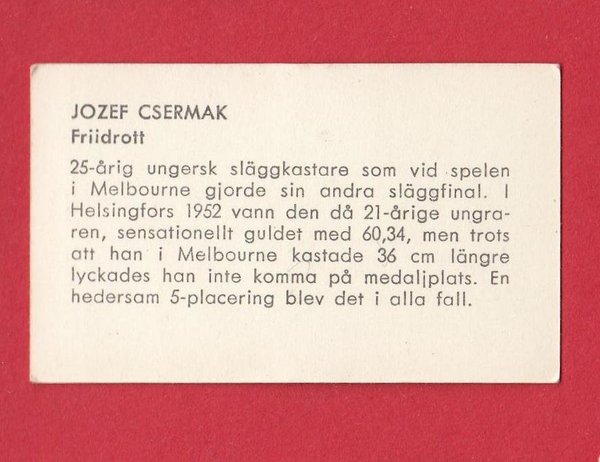 JOZEF CSERMAK
Friidrott
25-årig ungersk släggkastare som vid spelen
i Melbourne gjorde sin andra släggfinal. I
Helsingfors 1952 vann den då 21-årige ungra-
ren, sensationellt guldet med 60,34, men trots
att han i Melbourne kastade 36 cm längre
lyckades han inte komma på medaljplats. En
hedersam 5-placering blev det i alla fall.